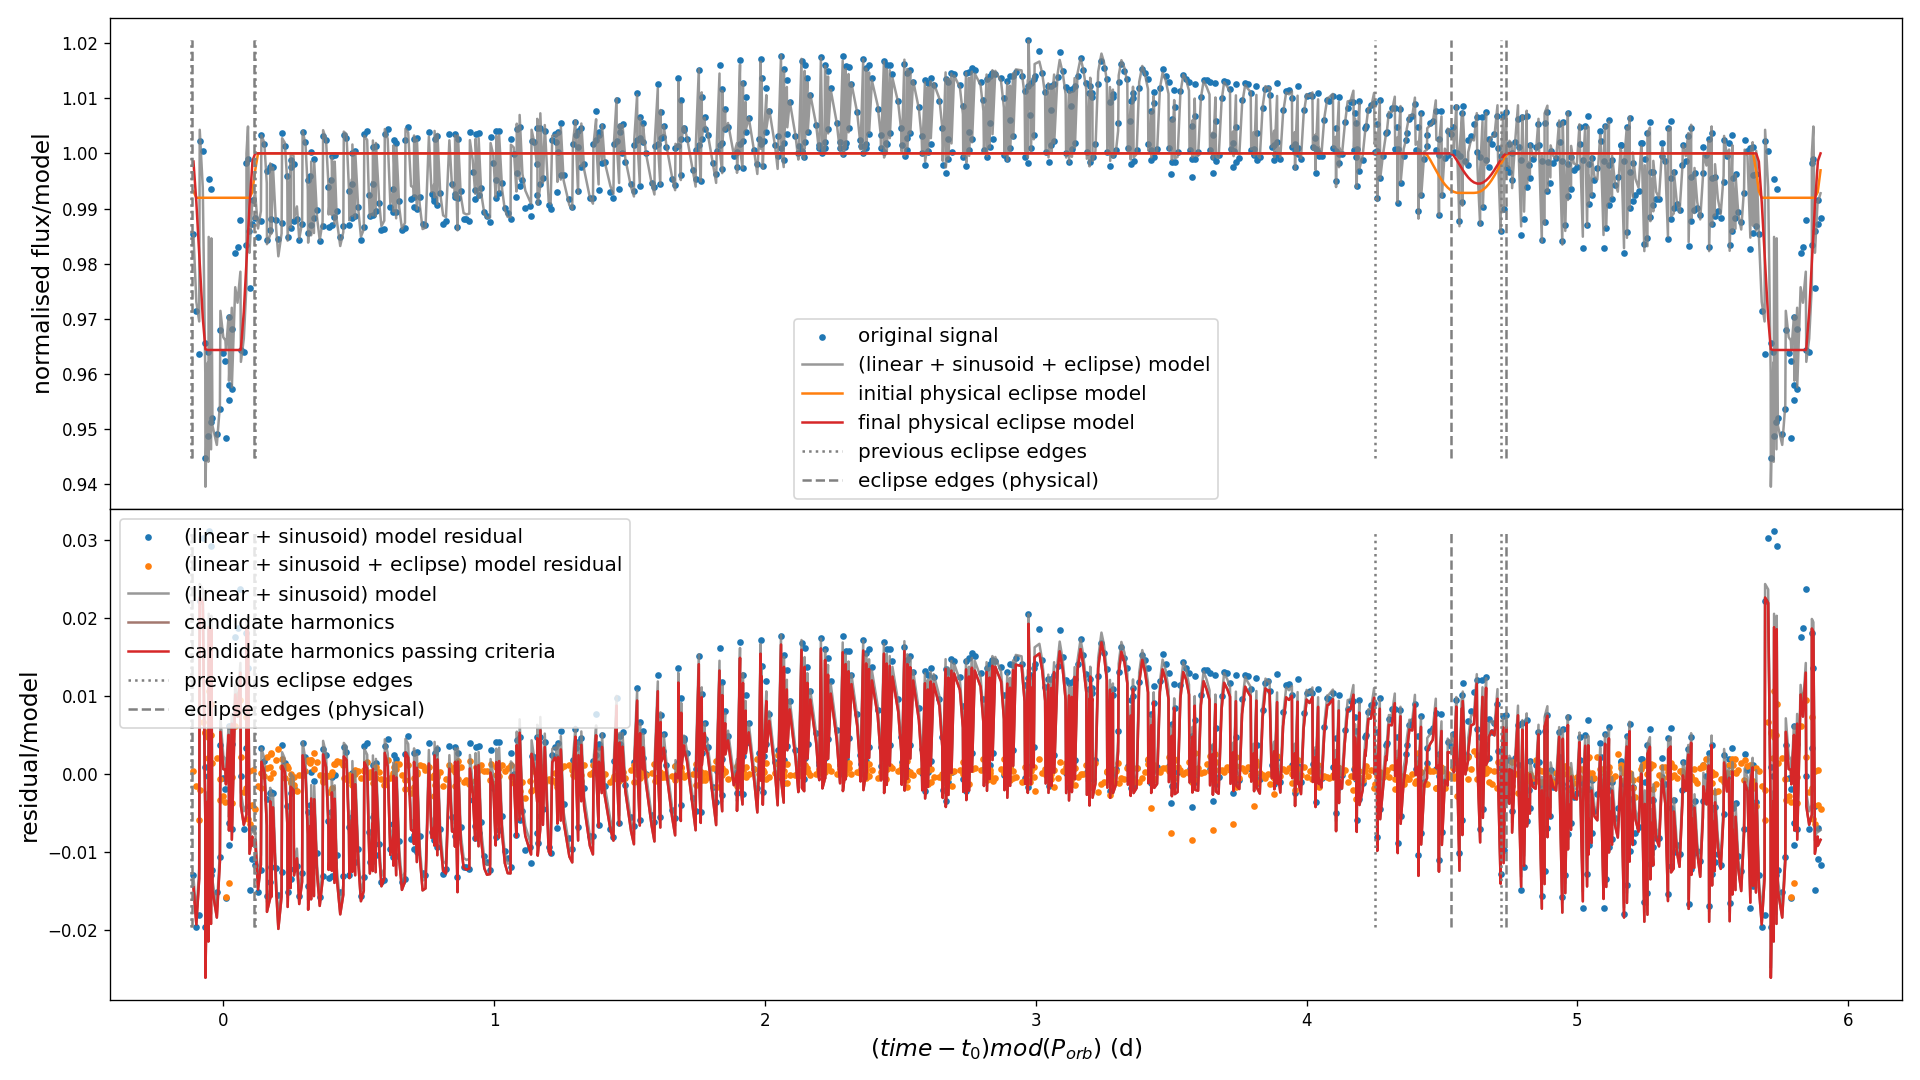 1.02
1.01
1.00
0.99
0.98
0.97
0.96
0.95
0.94
normalised flux/model
original signal
(linear + sinusoid + eclipse) model
initial physical eclipse model
final physical eclipse model
previous eclipse edges
eclipse edges (physical)
0.03
0.02
0.01
0.00
−0.01
−0.02
residual/model
(linear + sinusoid) model residual
(linear + sinusoid + eclipse) model residual
(linear + sinusoid) model
candidate harmonics
candidate harmonics passing criteria
previous eclipse edges
eclipse edges (physical)
0 1 2 3 4 5 6
(time − t₀)mod(P_orb) (d)